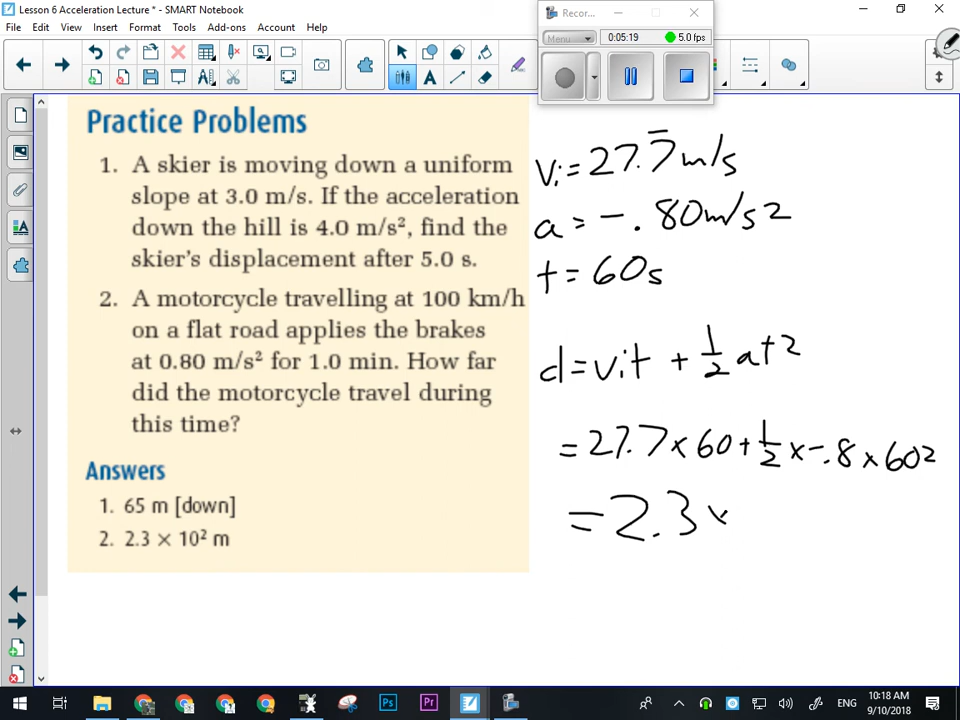 Lesson 6 Acceleration Lecture * - SMART Notebook
File Edit View Insert Format Tools Add-ons Account Help
Recor...
Menu
0:05:19
5.0 fps
Practice Problems
1. A skier is moving down a uniform
slope at 3.0 m/s. If the acceleration
down the hill is 4.0 m/s², find the
skier's displacement after 5.0 s.
2. A motorcycle travelling at 100 km/h
on a flat road applies the brakes
at 0.80 m/s² for 1.0 min. How far
did the motorcycle travel during
this time?
Answers
1. 65 m [down]
2. 2.3 × 10² m
vi = 27.7̅ m/s
a = -.80 m/s2
t = 60s
d = vit + 1/2 at2
= 27.7 x 60 + 1/2 x -.8 x 602
= 2.3 x
Ps
Pr
ENG
10:18 AM
9/10/2018